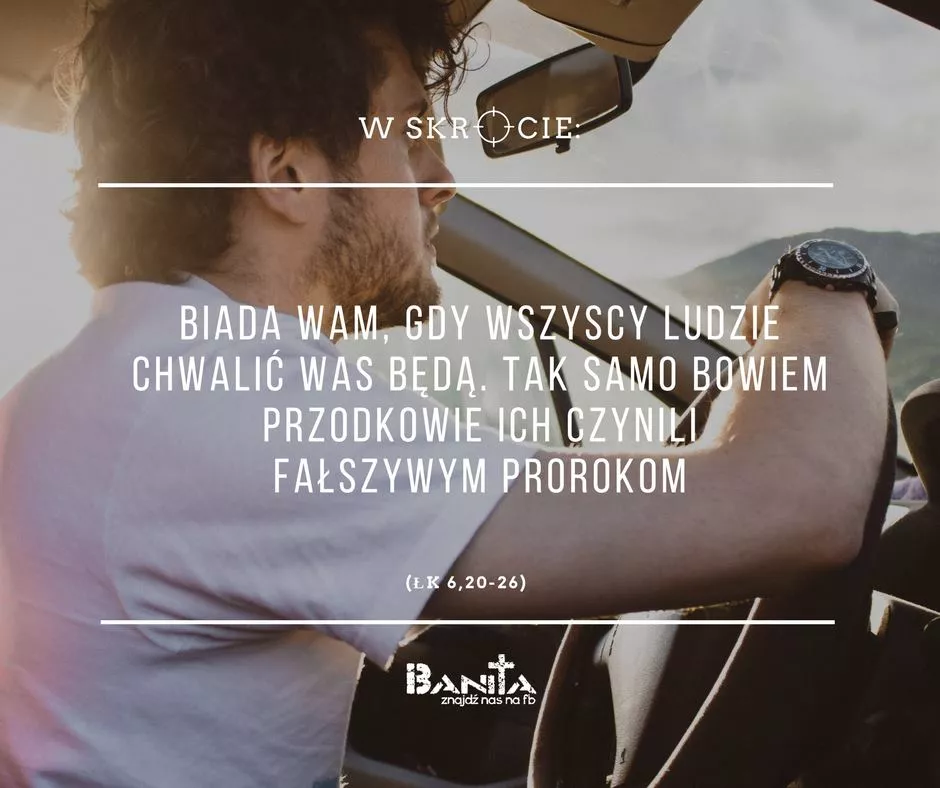 W SKRÓCIE:
BIADA WAM, GDY WSZYSCY LUDZIE
CHWALIĆ WAS BĘDĄ. TAK SAMO BOWIEM
PRZODKOWIE ICH CZYNILI
FAŁSZYWYM PROROKOM
(ŁK 6,20-26)
BANITA
znajdź nas na fb